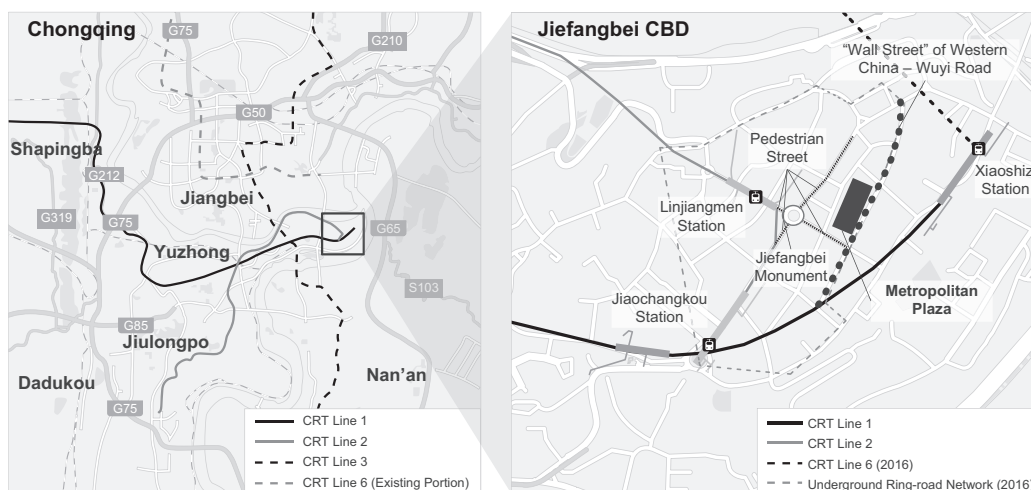 Chongqing
G75
G210
G50
Shapingba
G212
Jiangbei
G319
G75
G65
Yuzhong
S103
G85
Jiulongpo
Dadukou
Nan’an
G75
CRT Line 1
CRT Line 2
CRT Line 3
CRT Line 6 (Existing Portion)
Jiefangbei CBD
“Wall Street” of Western
China – Wuyi Road
Pedestrian
Street
Xiaoshiz
Station
Linjiangmen
Station
Jiefangbei
Monument
Jiaochangkou
Station
Metropolitan
Plaza
CRT Line 1
CRT Line 2
CRT Line 6 (2016)
Underground Ring-road Network (2016)